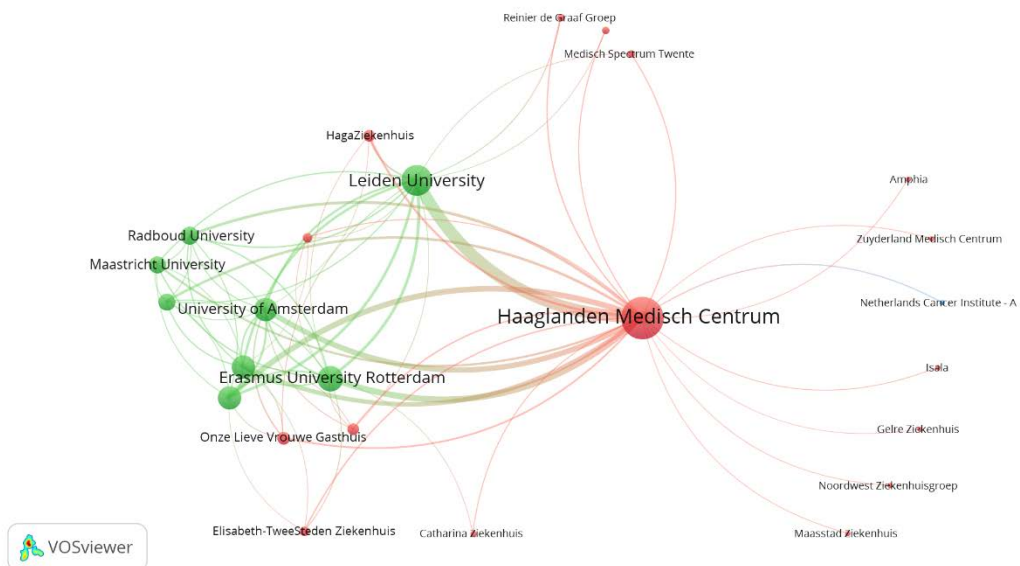 Reinier de Graaf Groep
Medisch Spectrum Twente
HagaZiekenhuis
Leiden University
Amphia
Radboud University
Zuyderland Medisch Centrum
Maastricht University
Netherlands Cancer Institute - A
University of Amsterdam
Haaglanden Medisch Centrum
Isala
Erasmus University Rotterdam
Gelre Ziekenhuis
Onze Lieve Vrouwe Gasthuis
Noordwest Ziekenhuisgroep
Elisabeth-TweeSteden Ziekenhuis
Catharina Ziekenhuis
Maasstad Ziekenhuis
VOSviewer